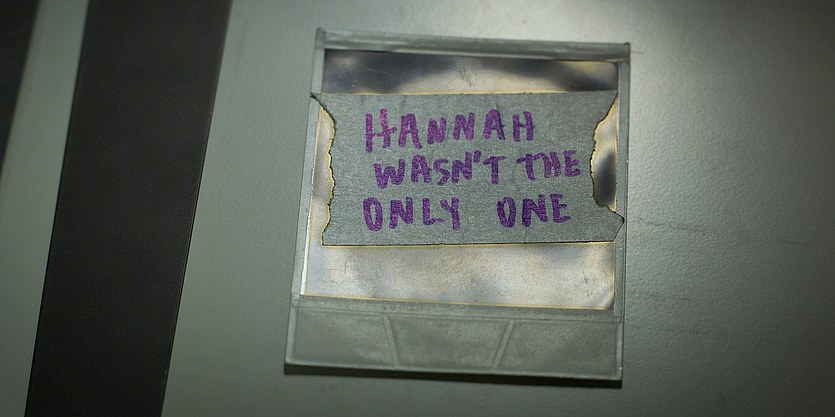 HANNAH
WASN'T THE
ONLY ONE